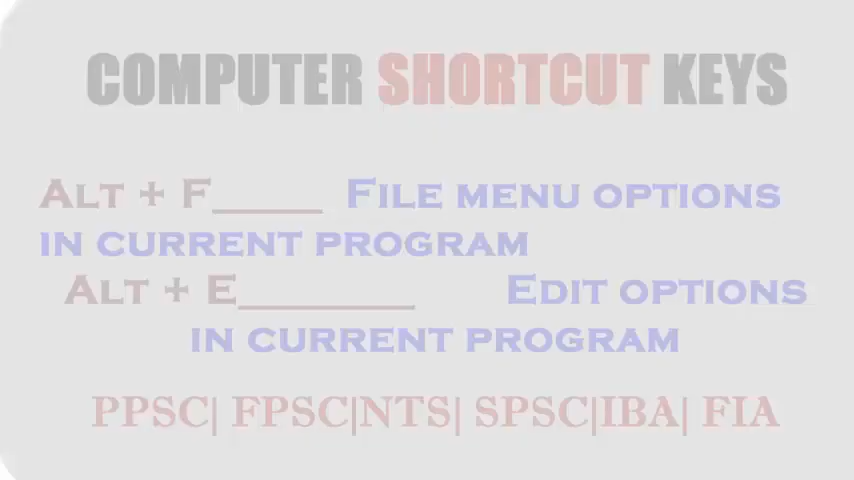 COMPUTER SHORTCUT KEYS
Alt + F_____ File menu options
in current program
Alt + E________ Edit options
in current program
PPSC| FPSC|NTS| SPSC|IBA| FIA